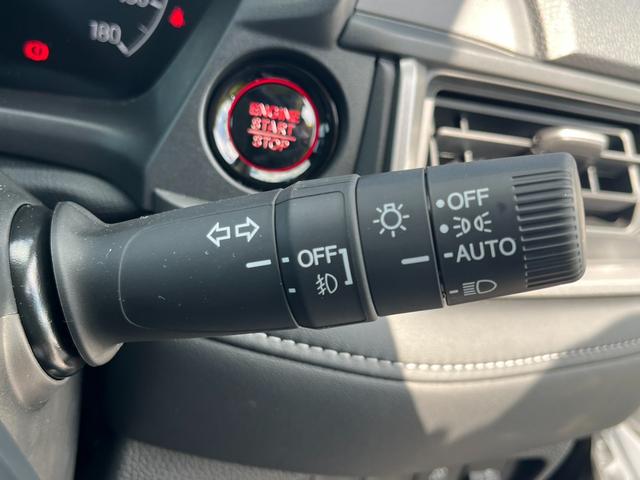 180
ENGINE
START
STOP
OFF
OFF
AUTO